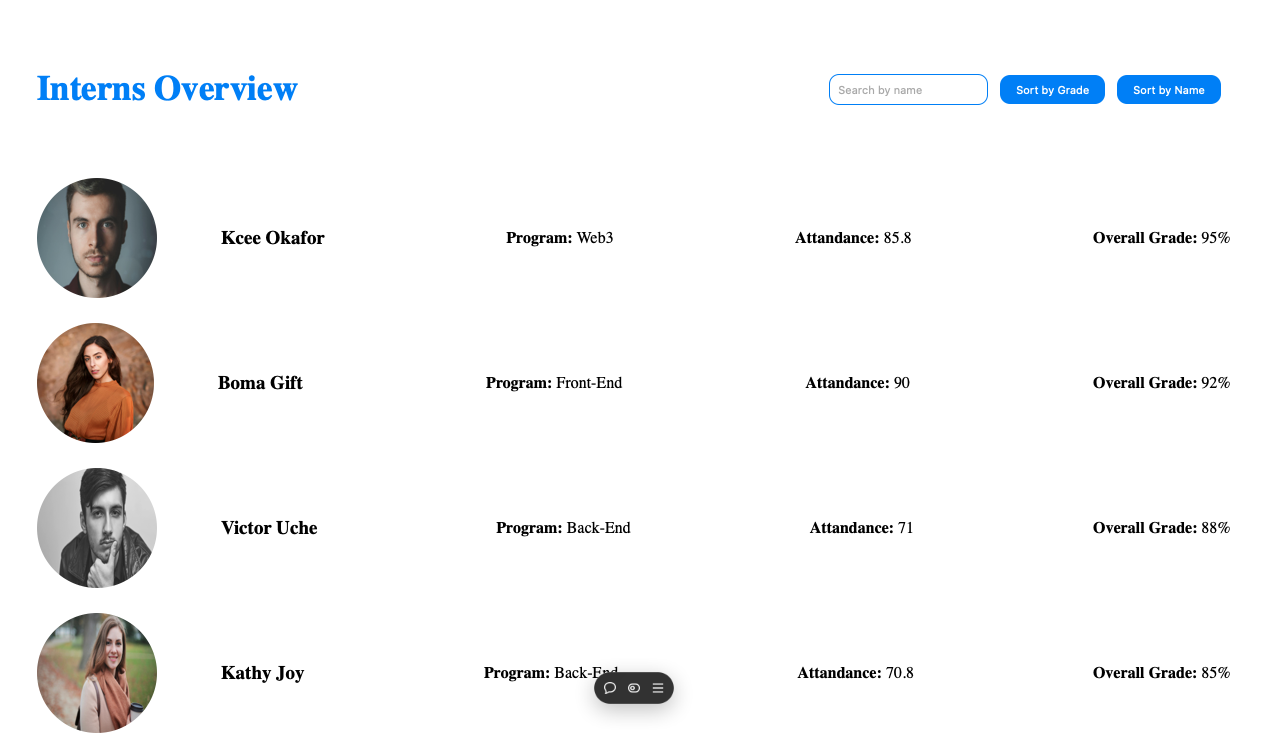 Interns Overview
Search by name
Sort by Grade
Sort by Name
Kcee Okafor
Program: Web3
Attandance: 85.8
Overall Grade: 95%
Boma Gift
Program: Front-End
Attandance: 90
Overall Grade: 92%
Victor Uche
Program: Back-End
Attandance: 71
Overall Grade: 88%
Kathy Joy
Program: Back-End
Attandance: 70.8
Overall Grade: 85%